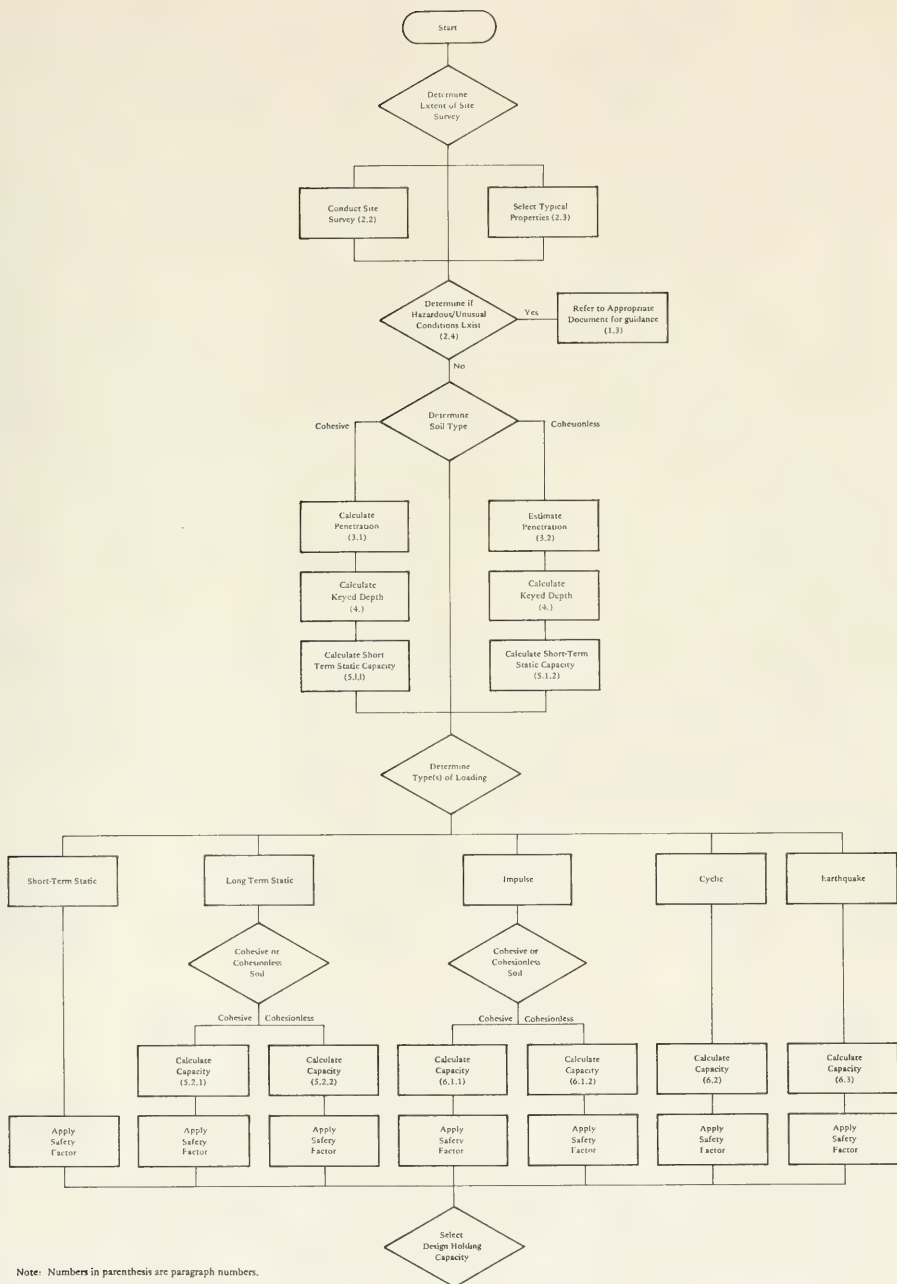 Start
Determine
Extent of Site
Survey
Conduct Site
Survey (2.2)
Select Typical
Properties (2.3)
Determine if
Hazardous/Unusual
Conditions Exist
(2.4)
Yes
Refer to Appropriate
Document for guidance
(1.3)
No
Determine
Soil Type
Cohesive
Cohesionless
Calculate
Penetration
(3.1)
Estimate
Penetration
(3.2)
Calculate
Keyed Depth
(4.)
Calculate
Keyed Depth
(4.)
Calculate Short
Term Static Capacity
(5.1.1)
Calculate Short-Term
Static Capacity
(5.1.2)
Determine
Type(s) of Loading
Short-Term Static
Long Term Static
Impulse
Cyclic
Earthquake
Cohesive or
Cohesionless
Soil
Cohesive or
Cohesionless
Soil
Cohesive
Cohesionless
Cohesive
Cohesionless
Calculate
Capacity
(5.2.1)
Calculate
Capacity
(5.2.2)
Calculate
Capacity
(6.1.1)
Calculate
Capacity
(6.1.2)
Calculate
Capacity
(6.2)
Calculate
Capacity
(6.3)
Apply
Safety
Factor
Apply
Safety
Factor
Apply
Safety
Factor
Apply
Safety
Factor
Apply
Safety
Factor
Apply
Safety
Factor
Apply
Safety
Factor
Select
Design Holding
Capacity
Note: Numbers in parenthesis are paragraph numbers.